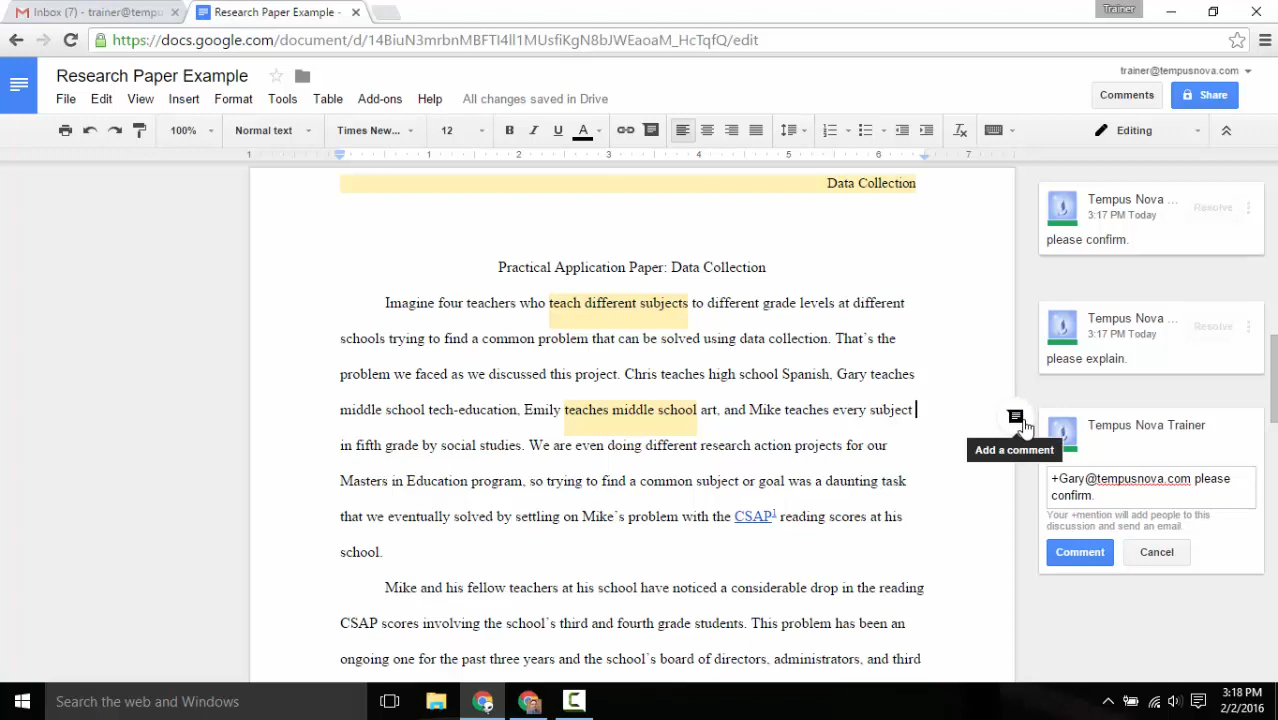 Inbox (7) - trainer@tempu
Research Paper Example -
Trainer
https://docs.google.com/document/d/14BiuN3mrbnMBFTI4ll1MUsfiKgN8bJWEaoaM_HcTqfQ/edit
Research Paper Example
trainer@tempusnova.com
File Edit View Insert Format Tools Table Add-ons Help All changes saved in Drive
Comments
Share
100% Normal text Times New... 12 B I U A Editing
1 1 2 3 4 5 6 7
Data Collection
Practical Application Paper: Data Collection
Imagine four teachers who teach different subjects to different grade levels at different
schools trying to find a common problem that can be solved using data collection. That's the
problem we faced as we discussed this project. Chris teaches high school Spanish, Gary teaches
middle school tech-education, Emily teaches middle school art, and Mike teaches every subject
in fifth grade by social studies. We are even doing different research action projects for our
Masters in Education program, so trying to find a common subject or goal was a daunting task
that we eventually solved by settling on Mike's problem with the CSAP1 reading scores at his
school.
Mike and his fellow teachers at his school have noticed a considerable drop in the reading
CSAP scores involving the school's third and fourth grade students. This problem has been an
ongoing one for the past three years and the school's board of directors, administrators, and third
Tempus Nova ...
Resolve
3:17 PM Today
please confirm.
Tempus Nova ...
Resolve
3:17 PM Today
please explain.
Add a comment
Tempus Nova Trainer
+Gary@tempusnova.com please
confirm.
Your +mention will add people to this
discussion and send an email.
Comment
Cancel
Search the web and Windows
3:18 PM
2/2/2016